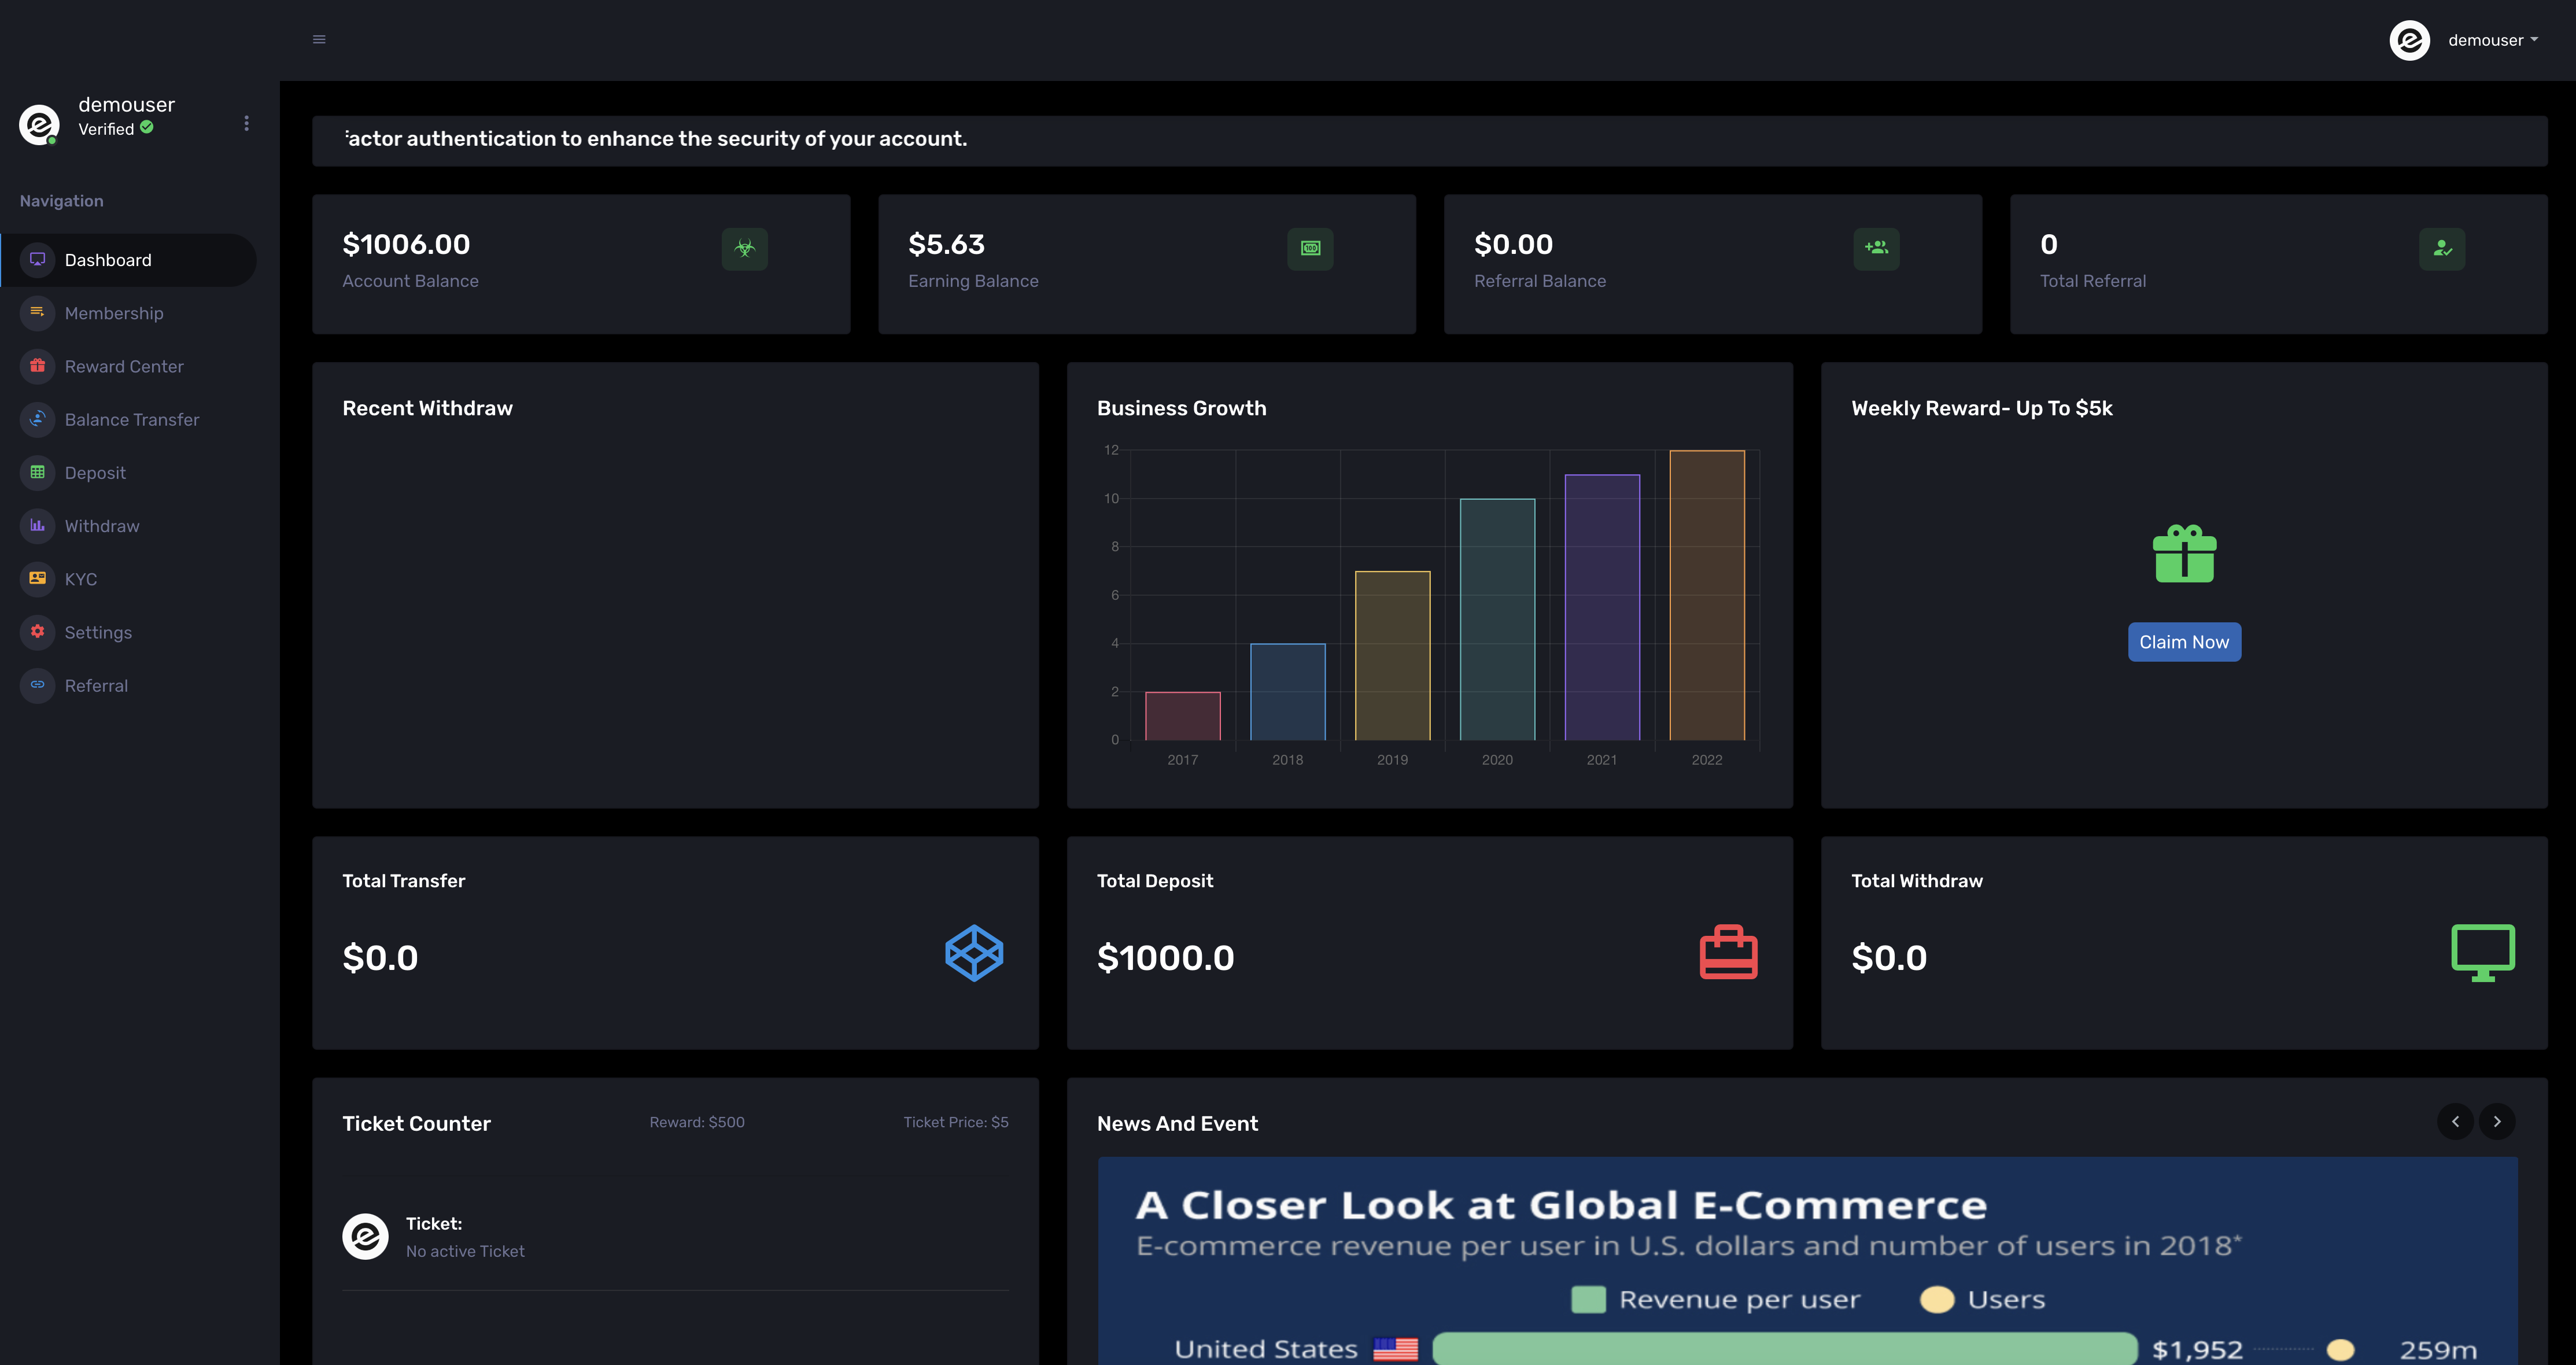 demouser
demouser
Verified
Navigation
Dashboard
Membership
Reward Center
Balance Transfer
Deposit
Withdraw
KYC
Settings
Referral
authentication to enhance the security of your account.
$1006.00
Account Balance
$5.63
Earning Balance
$0.00
Referral Balance
0
Total Referral
Recent Withdraw
Business Growth
12
10
8
6
4
2
0
2017 2018 2019 2020 2021 2022
Weekly Reward- Up To $5k
Claim Now
Total Transfer
$0.0
Total Deposit
$1000.0
Total Withdraw
$0.0
Ticket Counter Reward: $500 Ticket Price: $5
Ticket:
No active Ticket
News And Event
A Closer Look at Global E-Commerce
E-commerce revenue per user in U.S. dollars and number of users in 2018*
Revenue per user Users
United States $1,952 259m